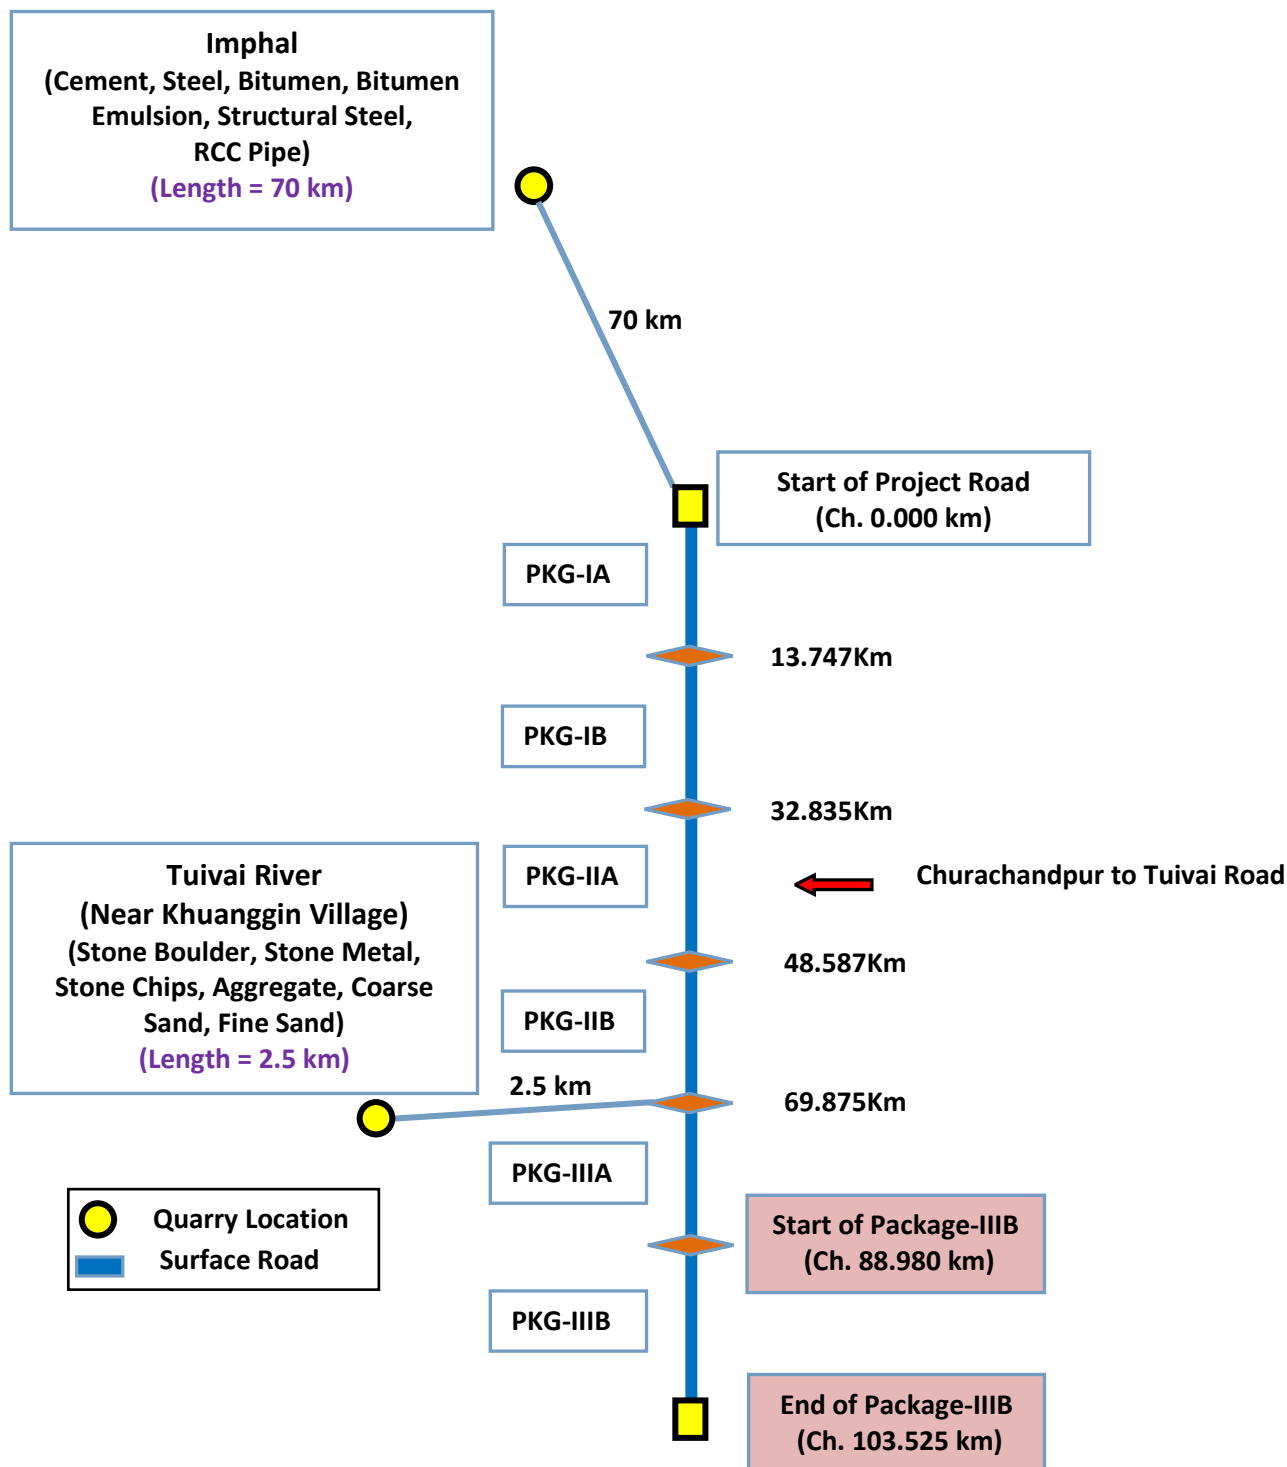 Imphal
(Cement, Steel, Bitumen, Bitumen
Emulsion, Structural Steel,
RCC Pipe)
(Length = 70 km)
70 km
Start of Project Road
(Ch. 0.000 km)
PKG-IA
13.747Km
PKG-IB
32.835Km
PKG-IIA
Churachandpur to Tuivai Road
Tuivai River
(Near Khuanggin Village)
(Stone Boulder, Stone Metal,
Stone Chips, Aggregate, Coarse
Sand, Fine Sand)
(Length = 2.5 km)
48.587Km
PKG-IIB
2.5 km
69.875Km
PKG-IIIA
Quarry Location
Surface Road
Start of Package-IIIB
(Ch. 88.980 km)
PKG-IIIB
End of Package-IIIB
(Ch. 103.525 km)